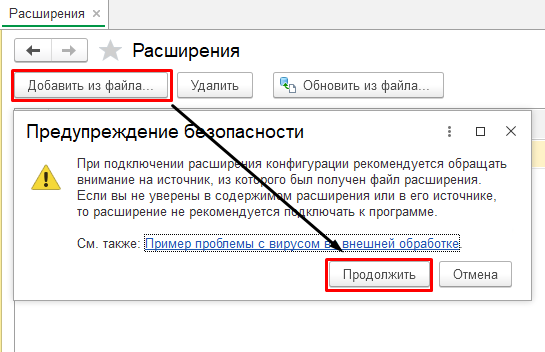 Расширения ×
Расширения
Добавить из файла... Удалить Обновить из файла...
Предупреждение безопасности
При подключении расширения конфигурации рекомендуется обращать
внимание на источник, из которого был получен файл расширения.
Если вы не уверены в содержимом расширения или в его источнике,
то расширение не рекомендуется подключать к программе.
См. также: Пример проблемы с вирусом во внешней обработке.
Продолжить Отмена